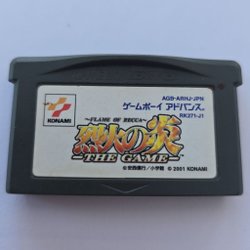 AGB-ARNJ-JPN
ゲームボーイ アドバンス
RK271-J1
KONAMI
〜FLAME OF RECCA〜
烈火の炎
-THE GAME-
©安西信行/小学館 © 2001 KONAMI